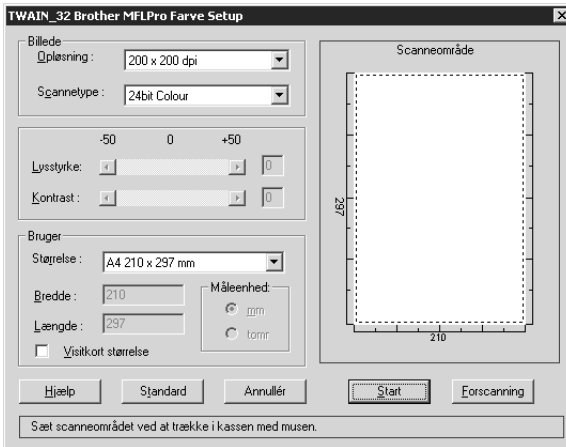 TWAIN_32 Brother MFLPro Farve Setup
Billede
Opløsning :
200 x 200 dpi
Scannetype :
24bit Colour
-50 0 +50
Lysstyrke: 0
Kontrast : 0
Bruger
Størrelse : A4 210 x 297 mm
Bredde : 210
Længde : 297
Måleenhed:
mm
tomr
Visitkort størrelse
Scanneområde
297
210
Hjælp Standard Annullér Start Forscanning
Sæt scanneområdet ved at trække i kassen med musen.